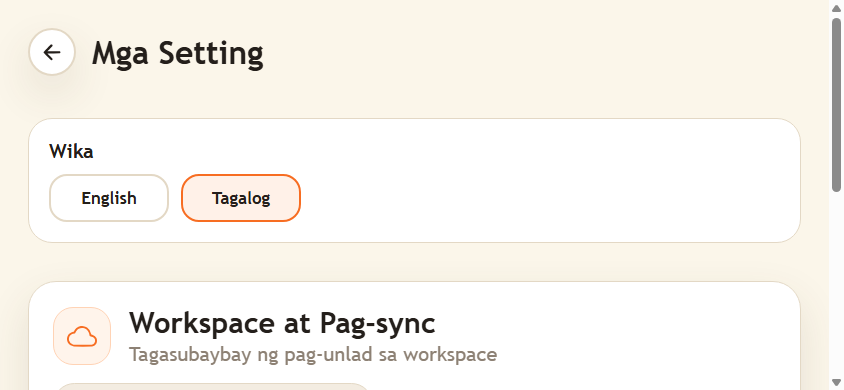 Mga Setting
Wika
English
Tagalog
Workspace at Pag-sync
Tagasubaybay ng pag-unlad sa workspace